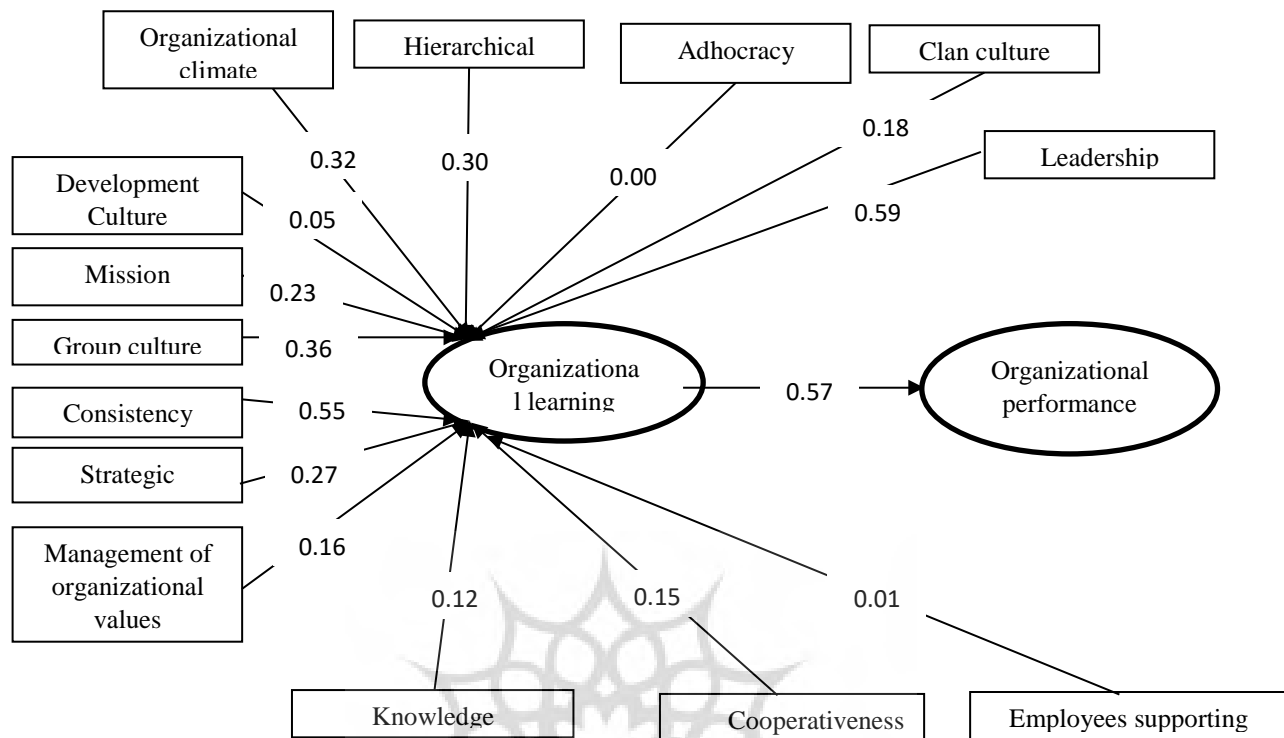 Organizational
climate
Hierarchical
Adhocracy
Clan culture
0.18
Leadership
0.32
0.30
0.00
0.59
Development
Culture
0.05
Mission
0.23
Group culture
0.36
Organizationa
l learning
0.57
Organizational
performance
Consistency
0.55
Strategic
0.27
Management of
organizational
values
0.16
0.12
0.15
0.01
Knowledge
Cooperativeness
Employees supporting